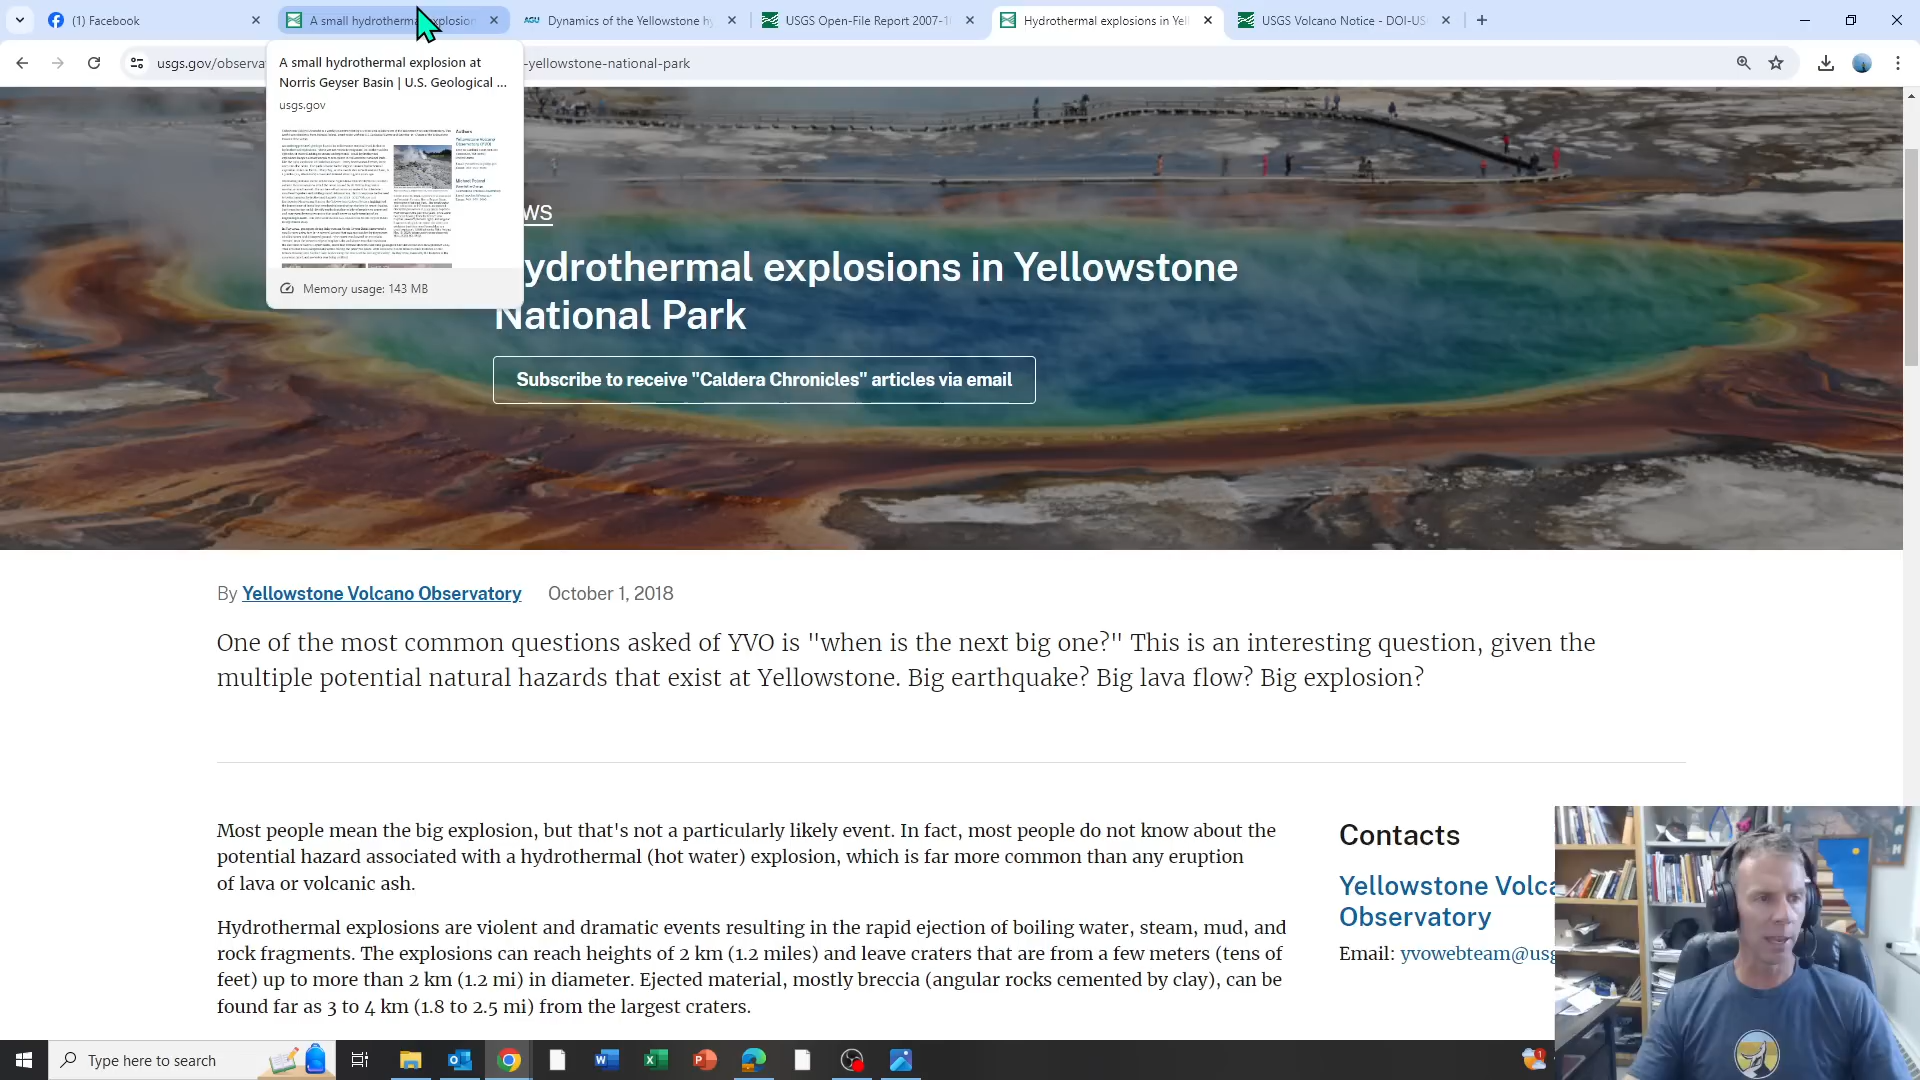 (1) Facebook
A small hydrothermal explosion
Dynamics of the Yellowstone hy
USGS Open-File Report 2007-1
Hydrothermal explosions in Yell
USGS Volcano Notice - DOI-US
usgs.gov/observa
-yellowstone-national-park
A small hydrothermal explosion at
Norris Geyser Basin | U.S. Geological ...
usgs.gov
Authors
Memory usage: 143 MB
WS
ydrothermal explosions in Yellowstone
National Park
Subscribe to receive "Caldera Chronicles" articles via email
By Yellowstone Volcano Observatory October 1, 2018
One of the most common questions asked of YVO is "when is the next big one?" This is an interesting question, given the
multiple potential natural hazards that exist at Yellowstone. Big earthquake? Big lava flow? Big explosion?
Most people mean the big explosion, but that's not a particularly likely event. In fact, most people do not know about the
potential hazard associated with a hydrothermal (hot water) explosion, which is far more common than any eruption
of lava or volcanic ash.
Hydrothermal explosions are violent and dramatic events resulting in the rapid ejection of boiling water, steam, mud, and
rock fragments. The explosions can reach heights of 2 km (1.2 miles) and leave craters that are from a few meters (tens of
feet) up to more than 2 km (1.2 mi) in diameter. Ejected material, mostly breccia (angular rocks cemented by clay), can be
found far as 3 to 4 km (1.8 to 2.5 mi) from the largest craters.
Contacts
Yellowstone Volca
Observatory
Email: yvowebteam@usg
Type here to search